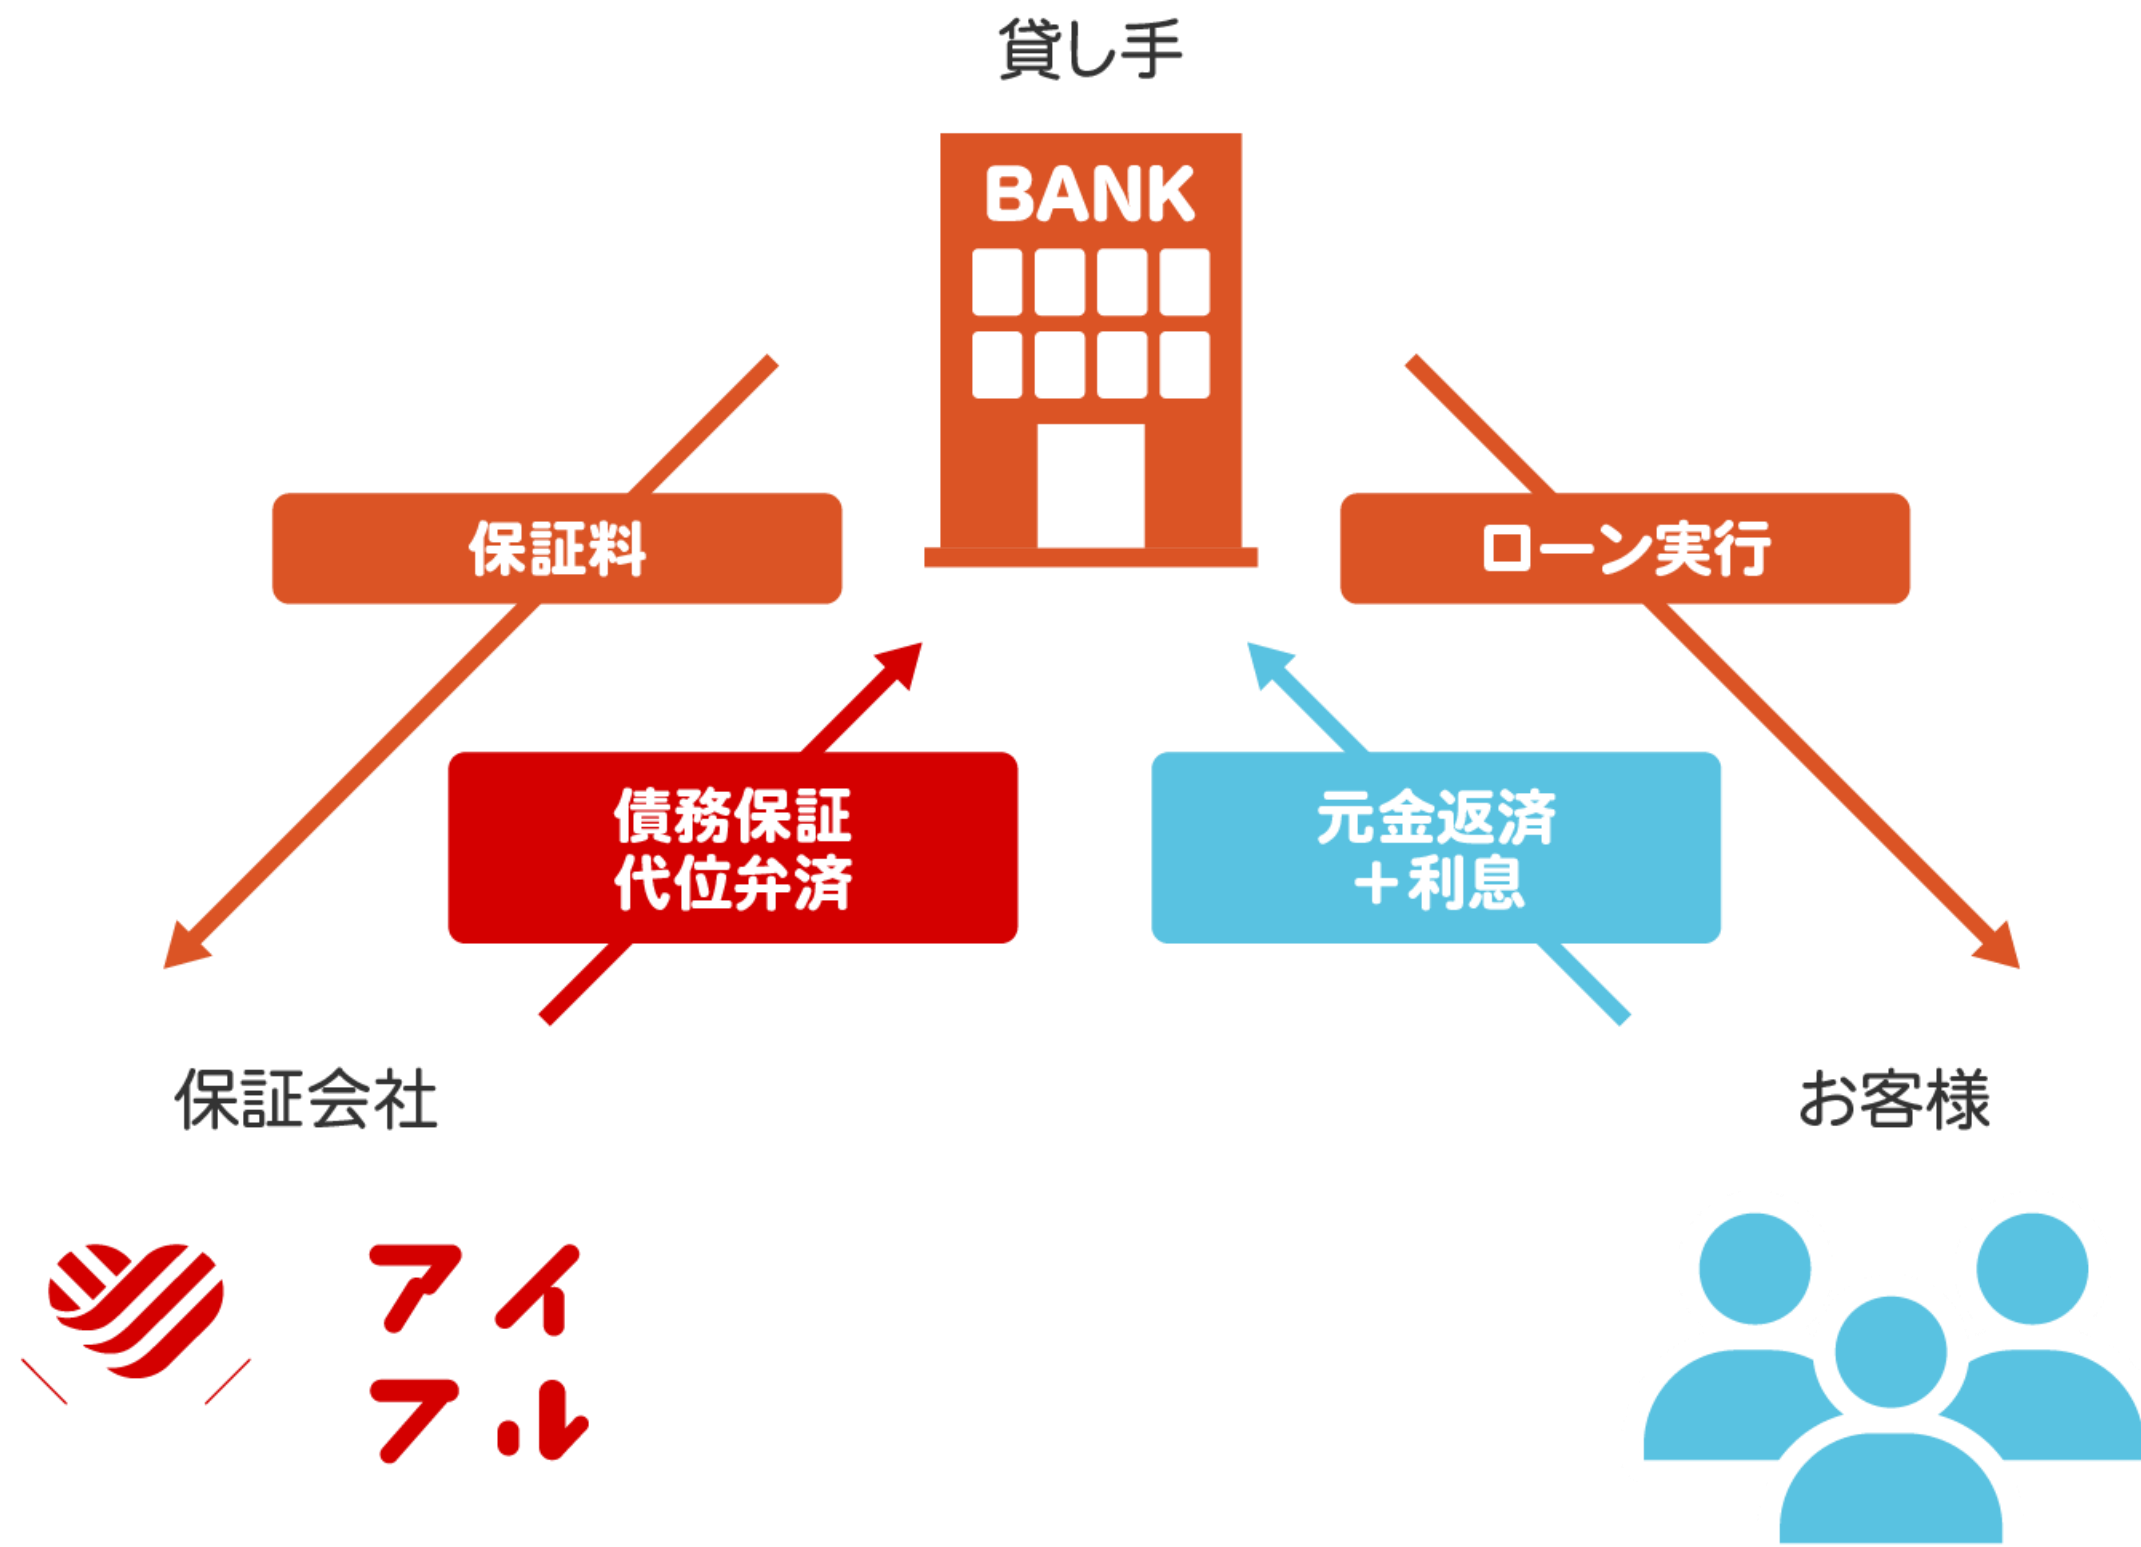 貸し手
BANK
保証料
ローン実行
債務保証
代位弁済
元金返済
＋利息
保証会社
お客様
アイ
フル